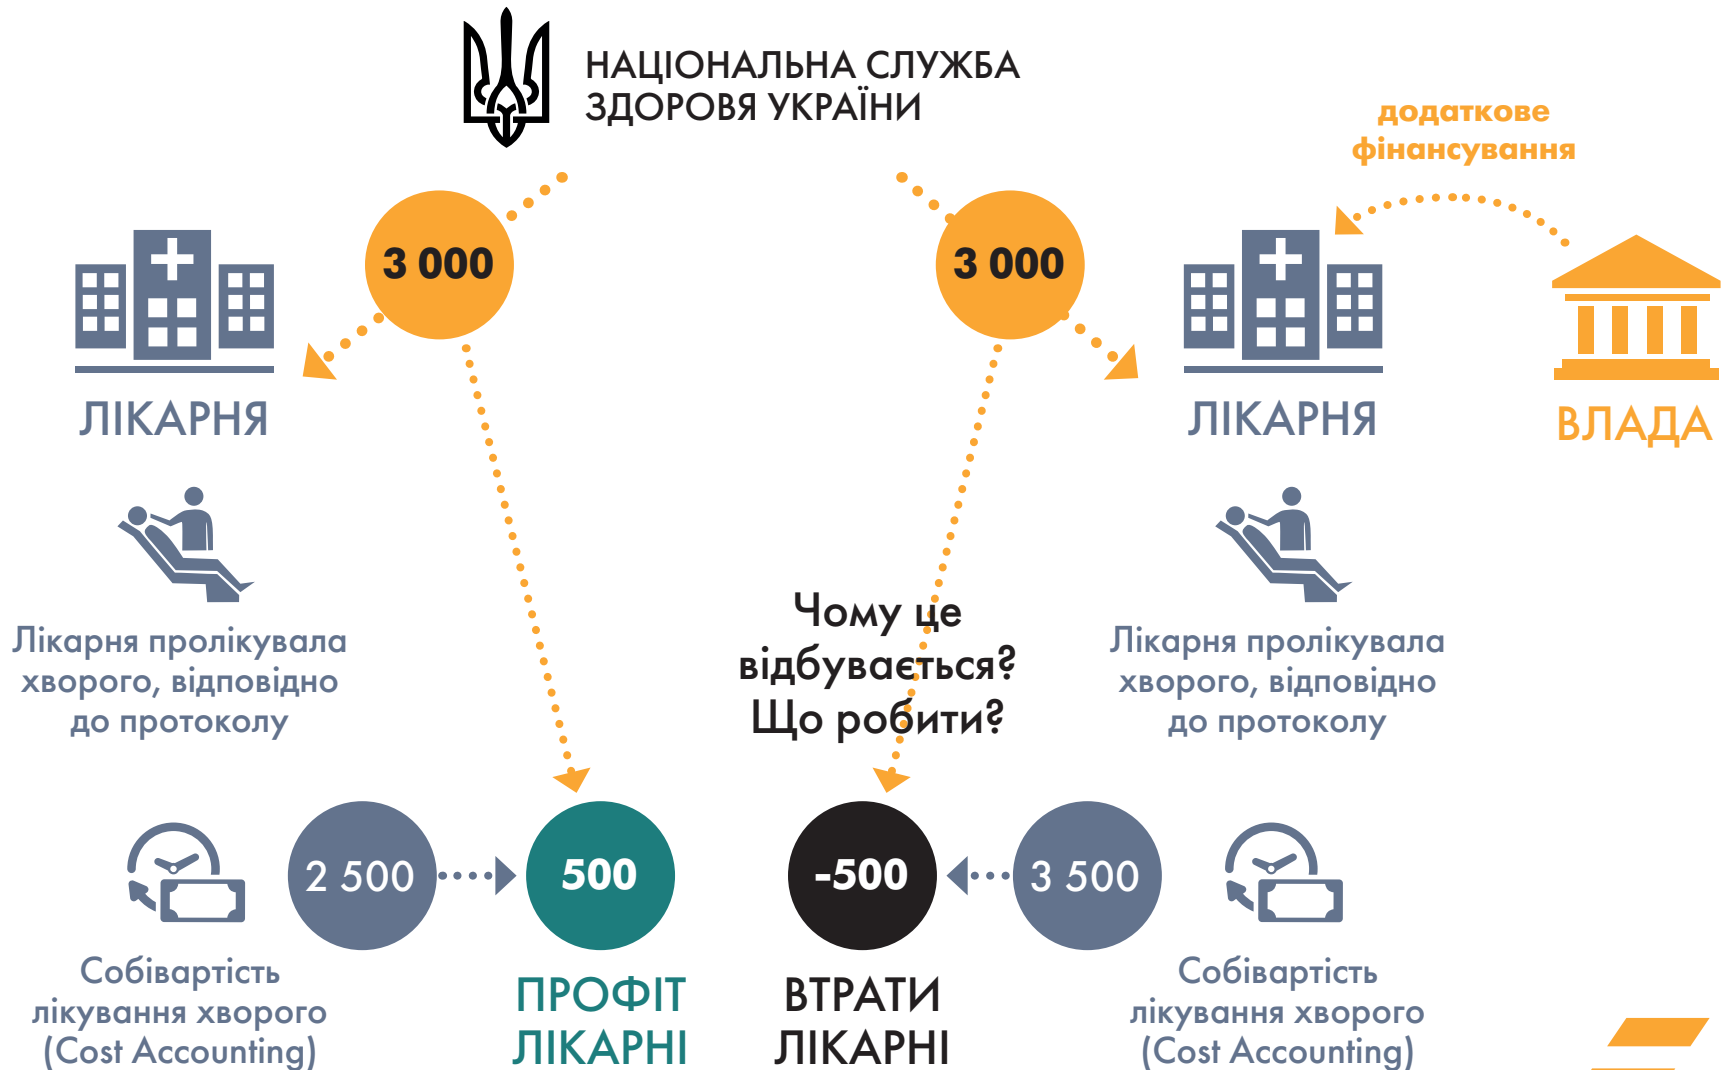 НАЦІОНАЛЬНА СЛУЖБА
ЗДОРОВЯ УКРАЇНИ
додаткове
фінансування
3 000
3 000
ЛІКАРНЯ
ЛІКАРНЯ
ВЛАДА
Лікарня пролікувала
хворого, відповідно
до протоколу
Чому це
відбувається?
Що робити?
Лікарня пролікувала
хворого, відповідно
до протоколу
2 500
500
-500
3 500
Собівартість
лікування хворого
(Cost Accounting)
ПРОФІТ
ЛІКАРНІ
ВТРАТИ
ЛІКАРНІ
Собівартість
лікування хворого
(Cost Accounting)